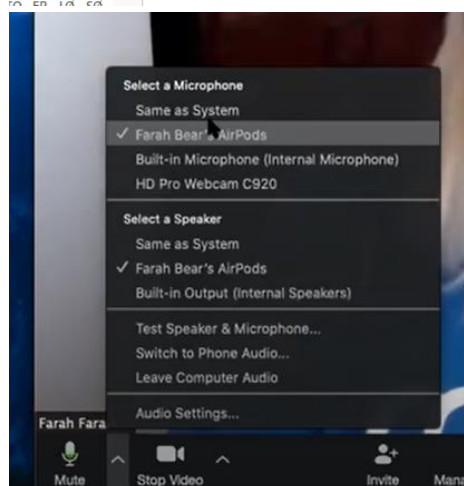 Select a Microphone
Same as System
✓ Farah Bear's AirPods
Built-in Microphone (Internal Microphone)
HD Pro Webcam C920
Select a Speaker
Same as System
✓ Farah Bear's AirPods
Built-in Output (Internal Speakers)
Test Speaker & Microphone...
Switch to Phone Audio...
Leave Computer Audio
Audio Settings...
Farah Fara
Mute
Stop Video
Invite
Mana